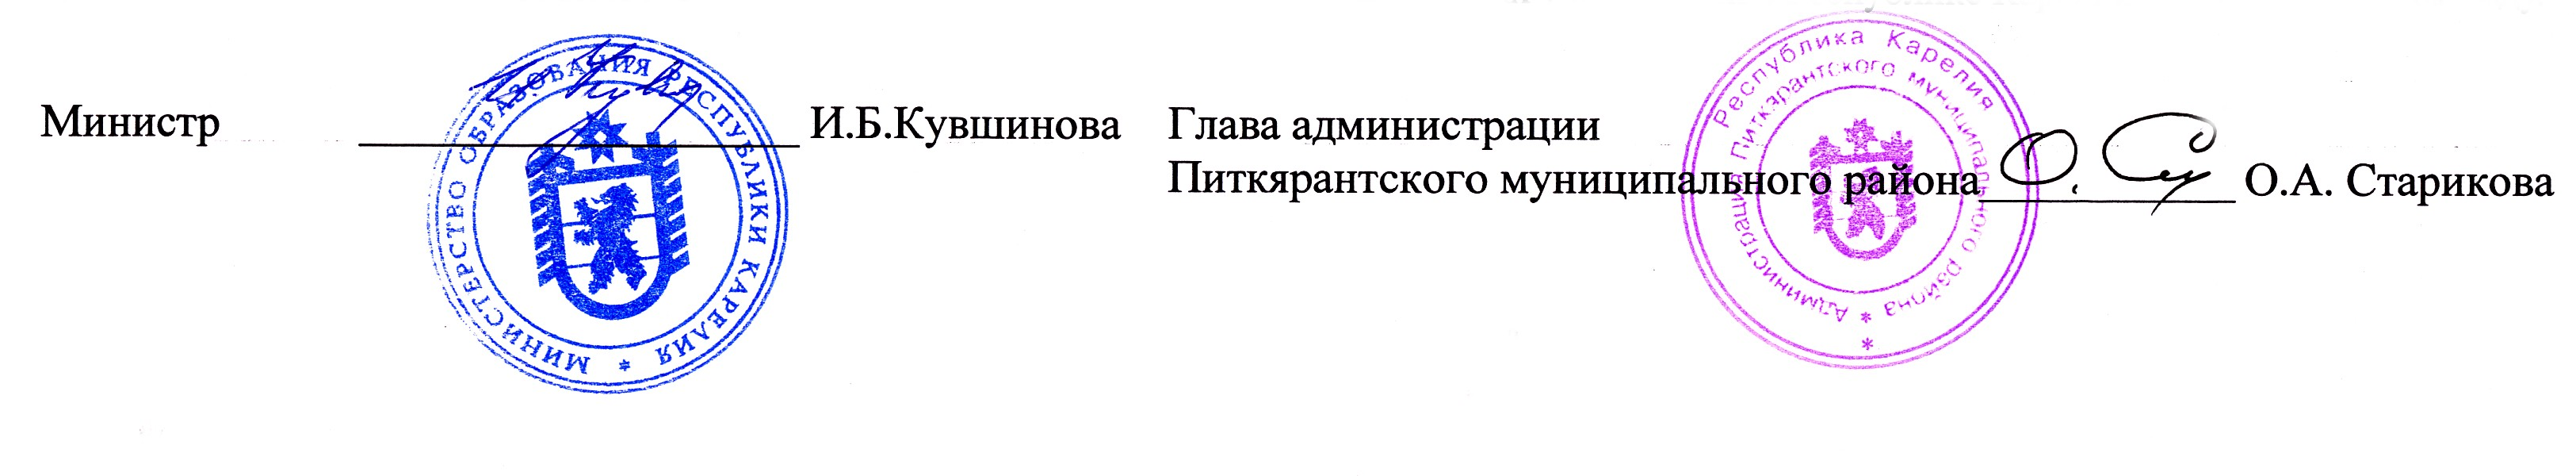 Министр И.Б.Кувшинова
МИНИСТЕРСТВО ОБРАЗОВАНИЯ РЕСПУБЛИКИ КАРЕЛИЯ *
Глава администрации
Питкярантского муниципального района О.А. Старикова
Республика Карелия *
Администрация Питкярантского муниципального района *